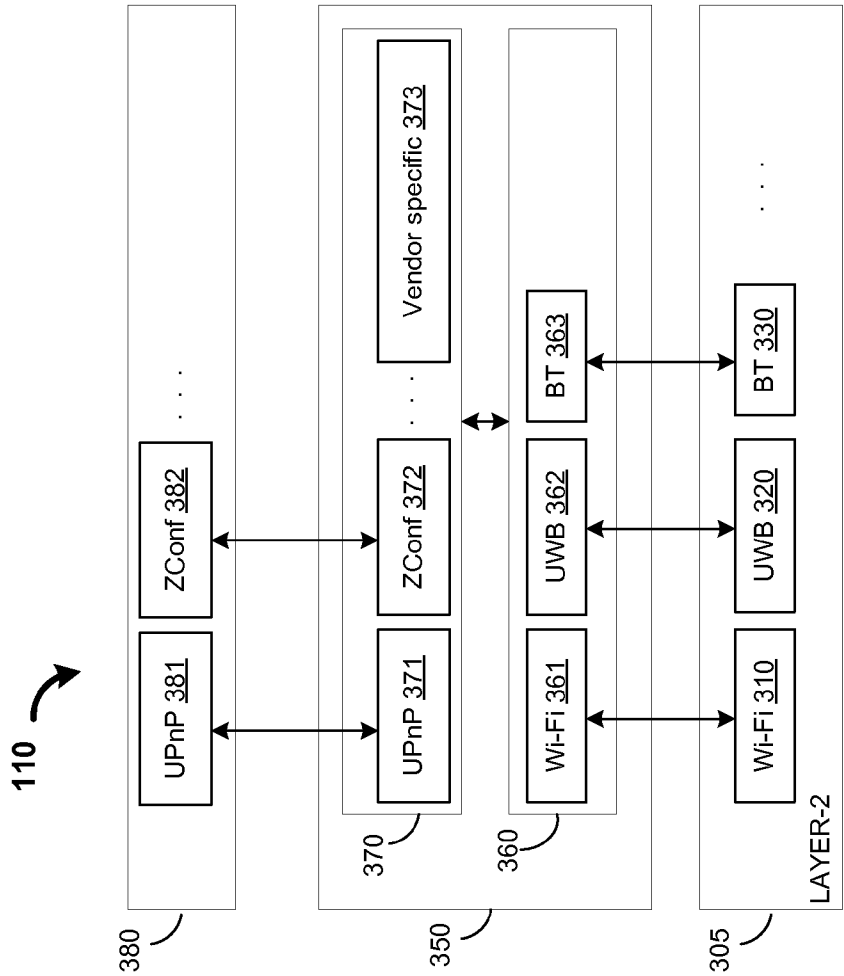 110
380
UPnP 381
ZConf 382
. . .
350
370
UPnP 371
ZConf 372
. . .
Vendor specific 373
360
Wi-Fi 361
UWB 362
BT 363
305
LAYER-2
Wi-Fi 310
UWB 320
BT 330
. . .